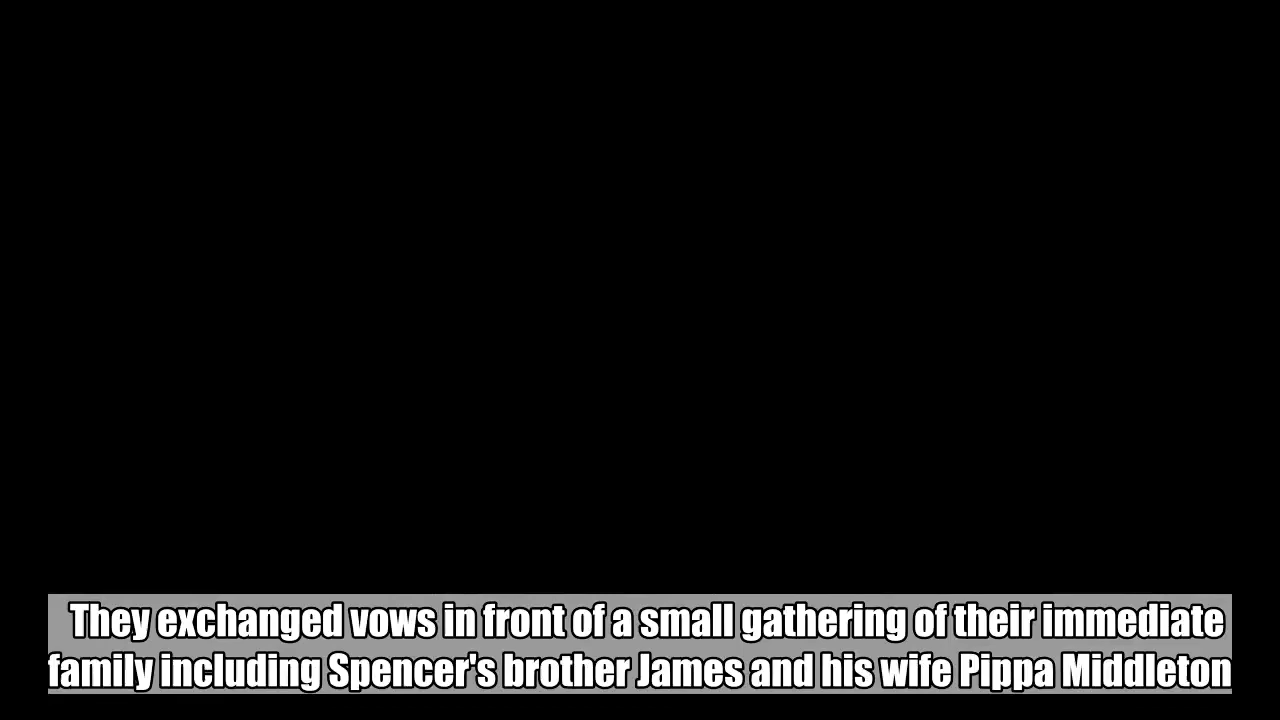 They exchanged vows in front of a small gathering of their immediate
family including Spencer's brother James and his wife Pippa Middleton